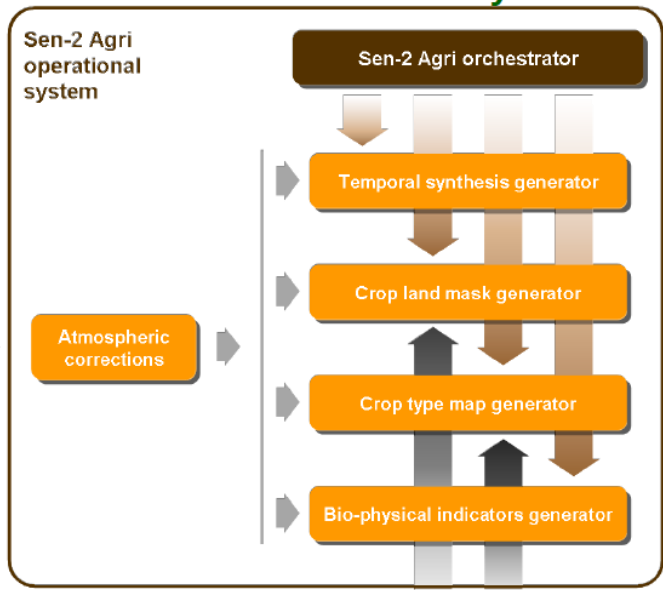 Sen-2 Agri
operational
system
Sen-2 Agri orchestrator
Temporal synthesis generator
Crop land mask generator
Atmospheric
corrections
Crop type map generator
Bio-physical indicators generator